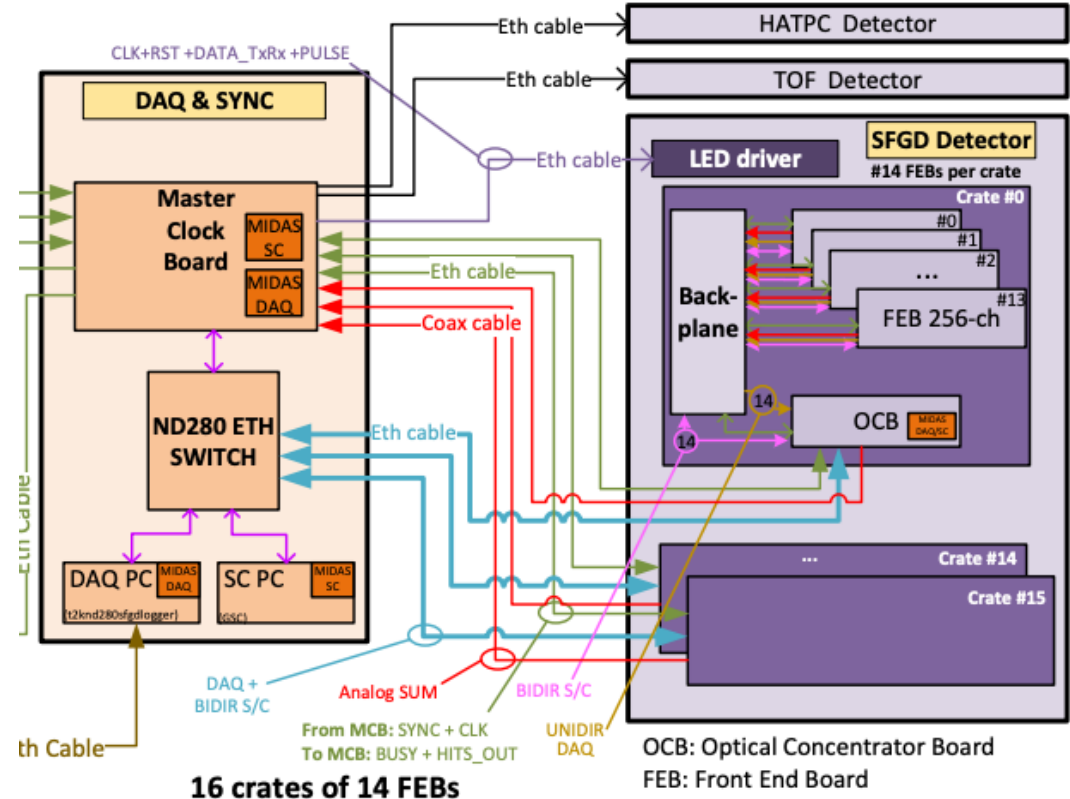 Eth cable
HATPC Detector
CLK+RST +DATA_TxRx +PULSE
Eth cable
TOF Detector
DAQ & SYNC
SFGD Detector
#14 FEBs per crate
Eth cable
LED driver
Crate #0
Master
Clock
Board
MIDAS
SC
MIDAS
DAQ
Eth cable
Coax cable
Back-
plane
#0
#1
#2
...
#13
FEB 256-ch
14
14
OCB
MIDAS
DAQ/SC
ND280 ETH
SWITCH
Eth cable
Eth Cable
DAQ PC
MIDAS
DAQ
(t2knd280sfgdlogger)
SC PC
MIDAS
SC
(GSC)
...
Crate #14
Crate #15
DAQ +
BIDIR S/C
Analog SUM
BIDIR S/C
UNIDIR
DAQ
From MCB: SYNC + CLK
To MCB: BUSY + HITS_OUT
th Cable
16 crates of 14 FEBs
OCB: Optical Concentrator Board
FEB: Front End Board